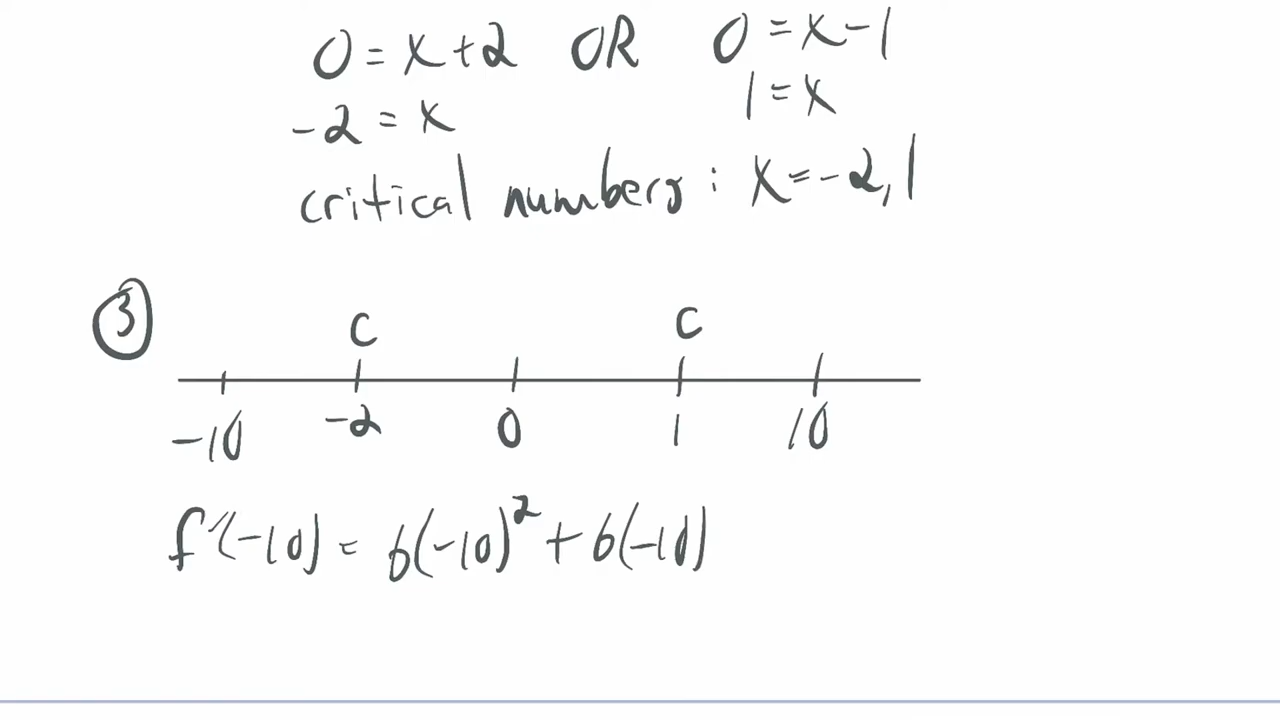 0 = x + 2 OR 0 = x - 1
-2 = x 1 = x
critical numbers : x = -2, 1
③
C C
-10 -2 0 1 10
f'(-10) = 6(-10)² + 6(-10)